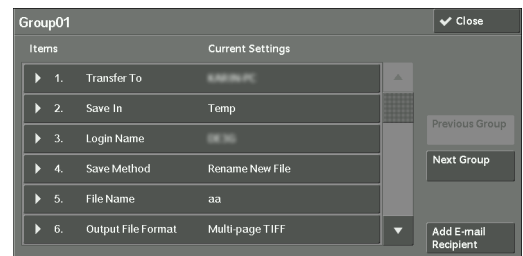 Group01
Close
Items Current Settings
1. Transfer To
2. Save In Temp
3. Login Name
4. Save Method Rename New File
5. File Name aa
6. Output File Format Multi-page TIFF
Previous Group
Next Group
Add E-mail
Recipient